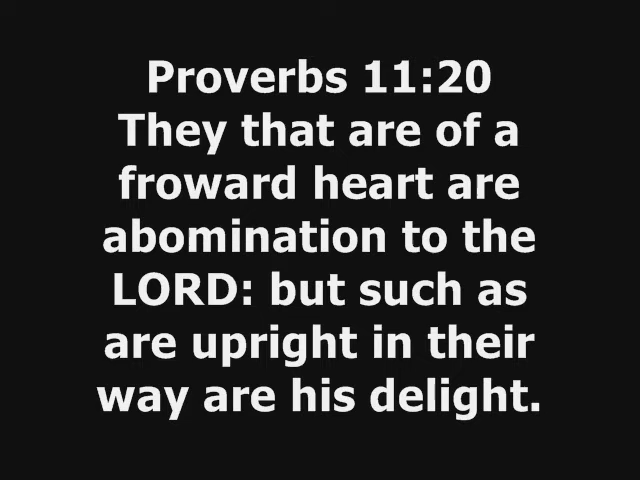 Proverbs 11:20
They that are of a
froward heart are
abomination to the
LORD: but such as
are upright in their
way are his delight.